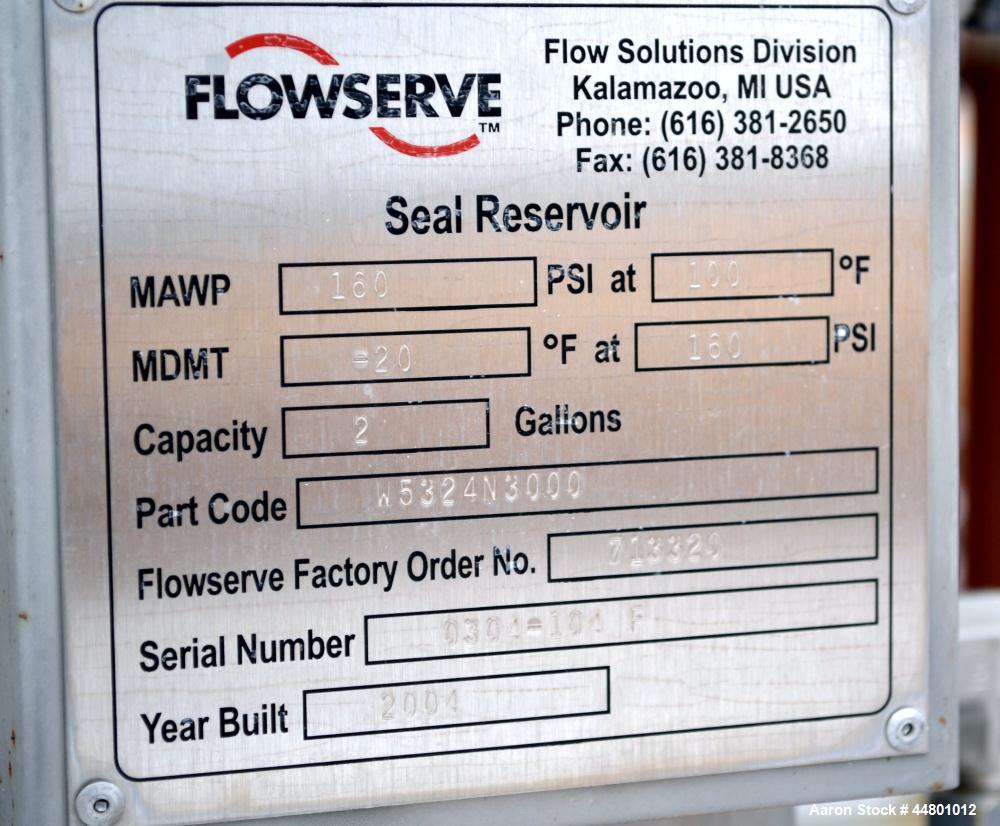 FLOWSERVE™
Flow Solutions Division
Kalamazoo, MI USA
Phone: (616) 381-2650
Fax: (616) 381-8368
Seal Reservoir
MAWP 160 PSI at 100 °F
MDMT -20 °F at 160 PSI
Capacity 2 Gallons
Part Code W5324N3000
Flowserve Factory Order No.
Serial Number 0304-104 F
Year Built 2004
Aaron Stock # 44801012